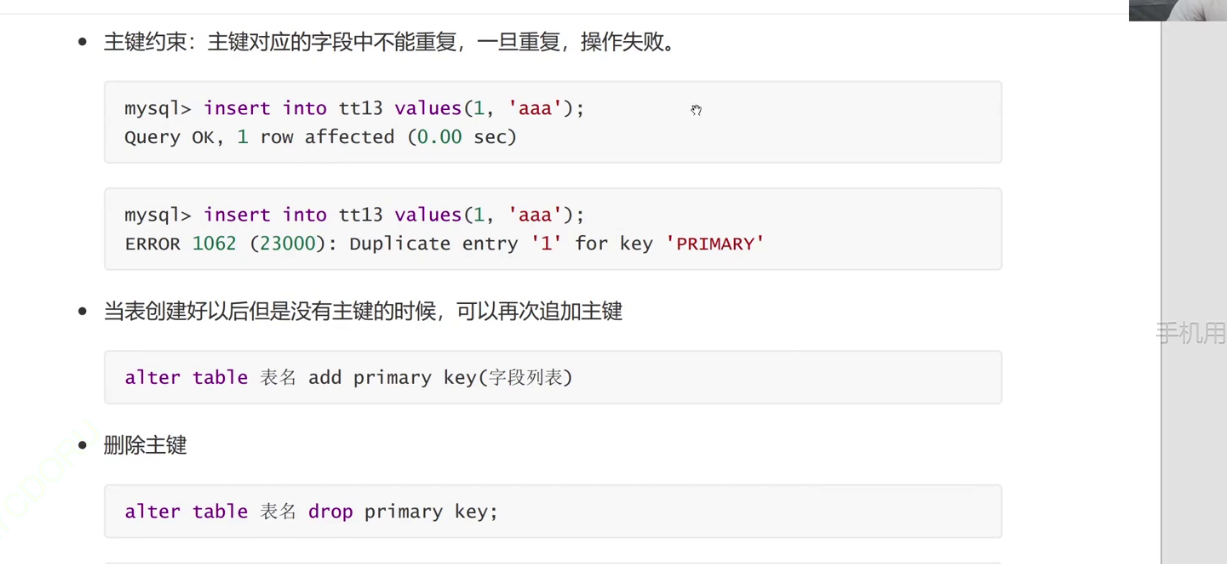 主键约束：主键对应的字段中不能重复，一旦重复，操作失败。
mysql> insert into tt13 values(1, 'aaa');
Query OK, 1 row affected (0.00 sec)
mysql> insert into tt13 values(1, 'aaa');
ERROR 1062 (23000): Duplicate entry '1' for key 'PRIMARY'
当表创建好以后但是没有主键的时候，可以再次追加主键
alter table 表名 add primary key(字段列表)
手机用
删除主键
alter table 表名 drop primary key;